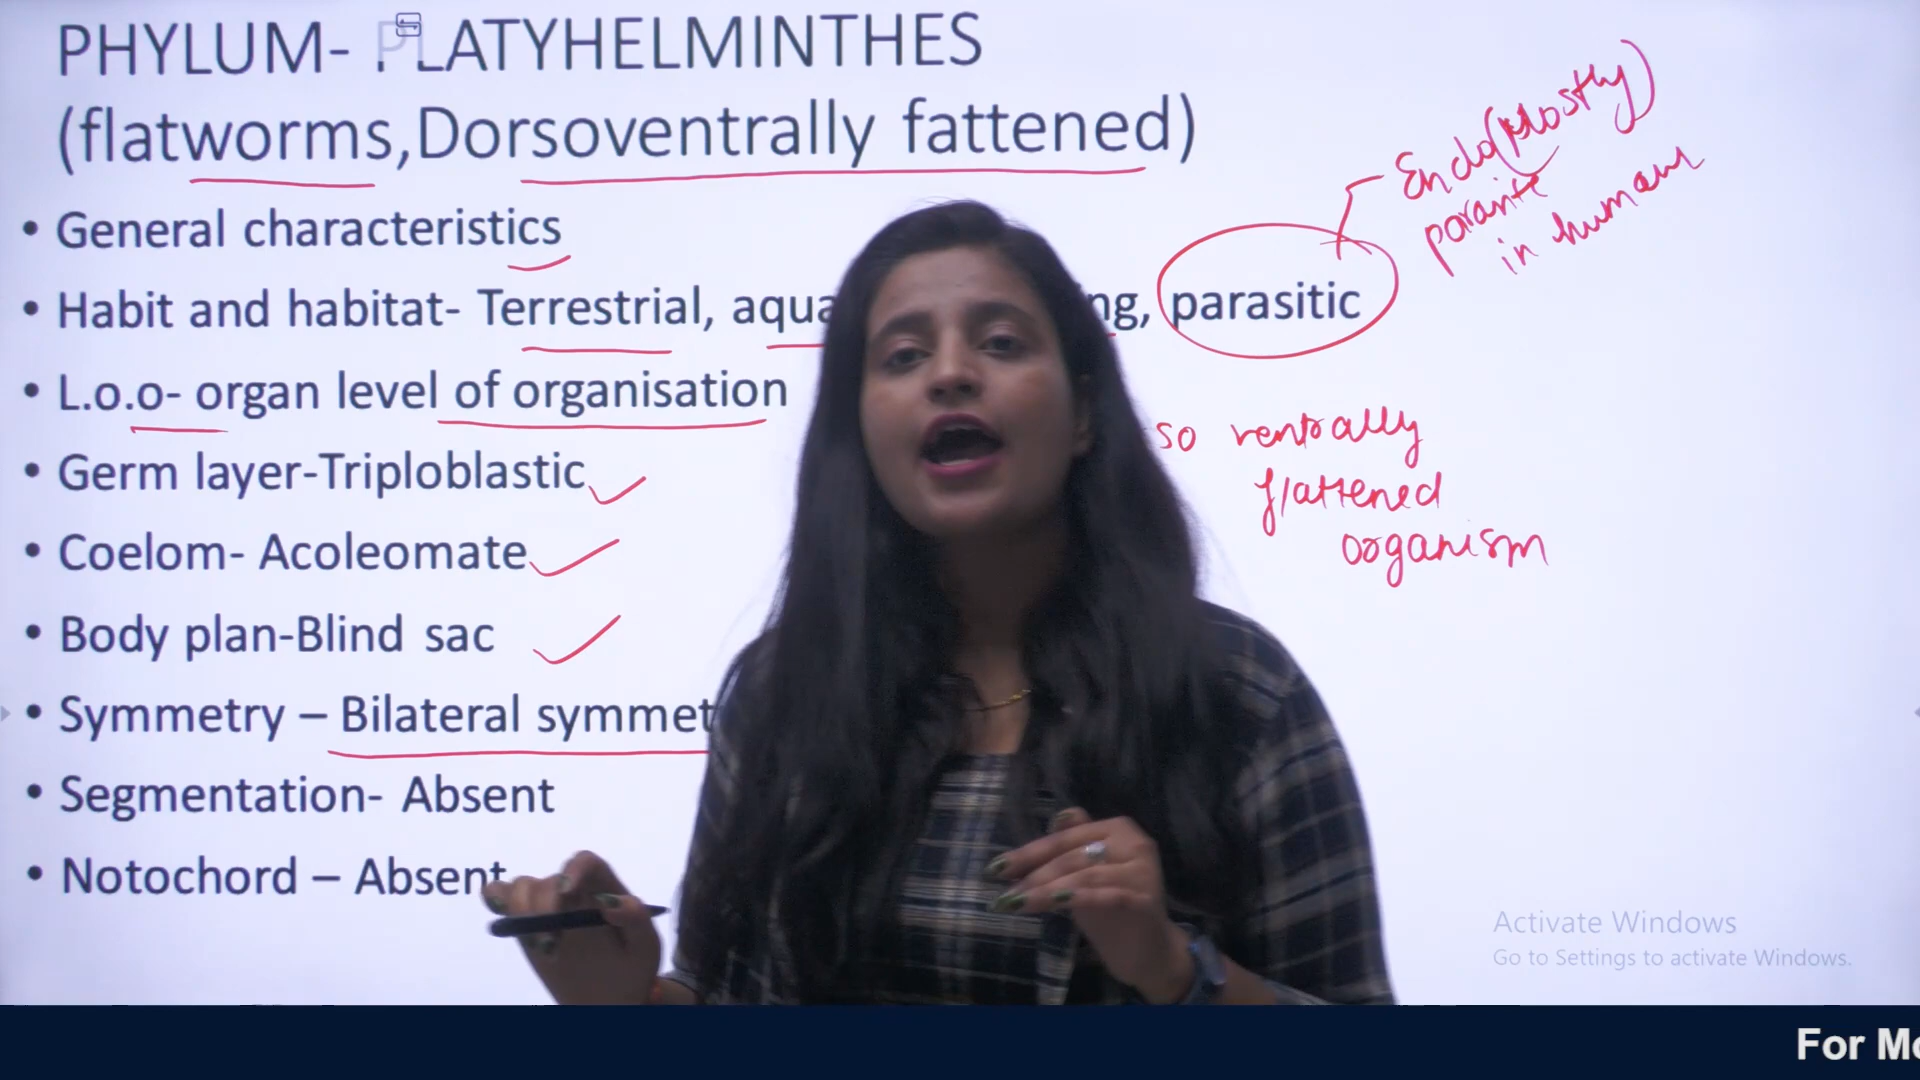 PHYLUM- PLATYHELMINTHES
(flatworms,Dorsoventrally fattened)
• General characteristics
• Habit and habitat- Terrestrial, aqua ng, parasitic
• L.o.o- organ level of organisation
• Germ layer-Triploblastic
• Coelom- Acoleomate
• Body plan-Blind sac
• Symmetry – Bilateral symmet
• Segmentation- Absent
• Notochord – Absent
Endo(Mostly)
parasite
in human
so ventrally
flattened
organism
Activate Windows
Go to Settings to activate Windows.
For Mo